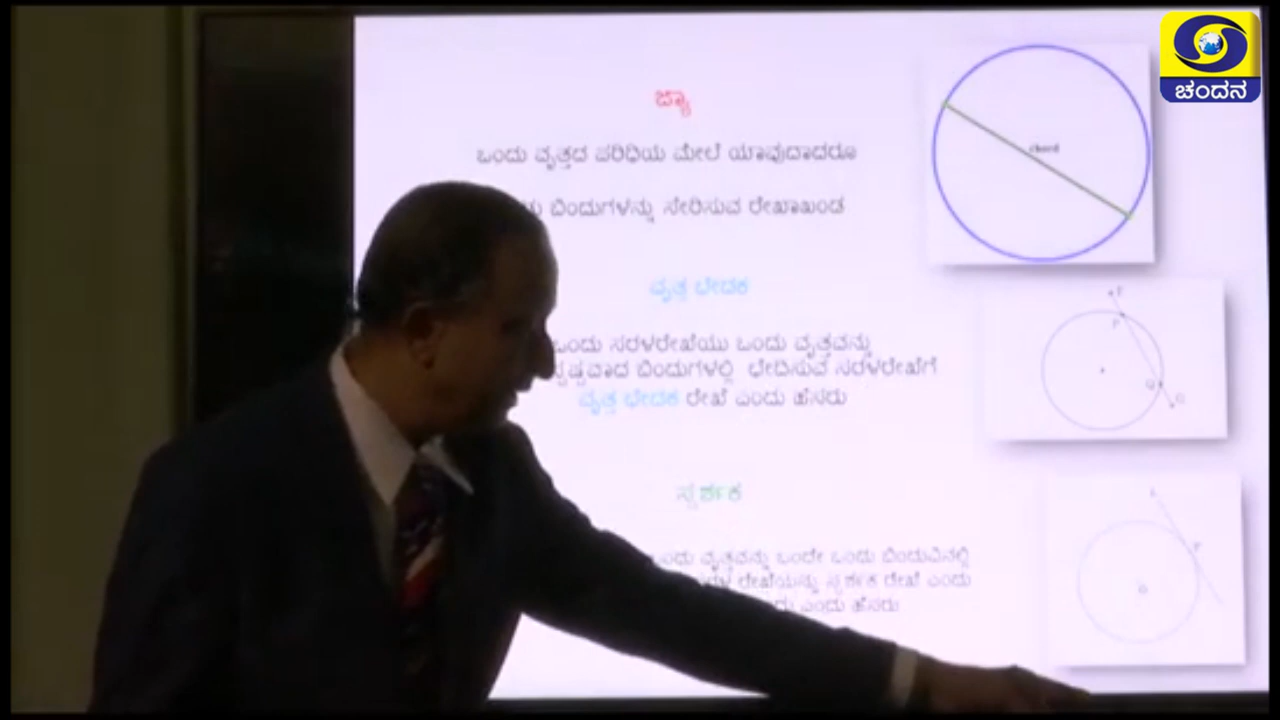 ಚಂದನ
ಜ್ಯಾ
ಒಂದು ವೃತ್ತದ ಪರಿಧಿಯ ಮೇಲೆ ಯಾವುದಾದರೂ
ಬಿಂದುಗಳನ್ನು ಸೇರಿಸುವ ರೇಖಾಖಂಡ
chord
ವೃತ್ತ ಛೇದಕ
ಒಂದು ಸರಳರೇಖೆಯು ಒಂದು ವೃತ್ತವನ್ನು
ಬಿಂದುಗಳಲ್ಲಿ ಛೇದಿಸುವ ಸರಳರೇಖೆಗೆ
ವೃತ್ತ ಛೇದಕ ರೇಖೆ ಎಂದು ಹೆಸರು
P
Q
ಸ್ಪರ್ಶಕ
ಒಂದು ವೃತ್ತವನ್ನು ಒಂದೇ ಒಂದು ಬಿಂದುವಿನಲ್ಲಿ
ರೇಖೆಯನ್ನು ಸ್ಪರ್ಶಕ ರೇಖೆ ಎಂದು
ಎಂದು ಹೆಸರು
P
O